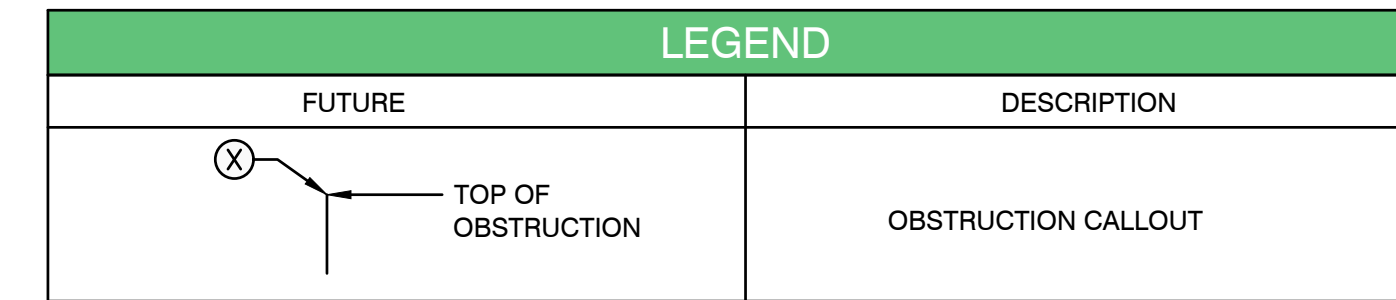 LEGEND
FUTURE
DESCRIPTION
X
TOP OF
OBSTRUCTION
OBSTRUCTION CALLOUT